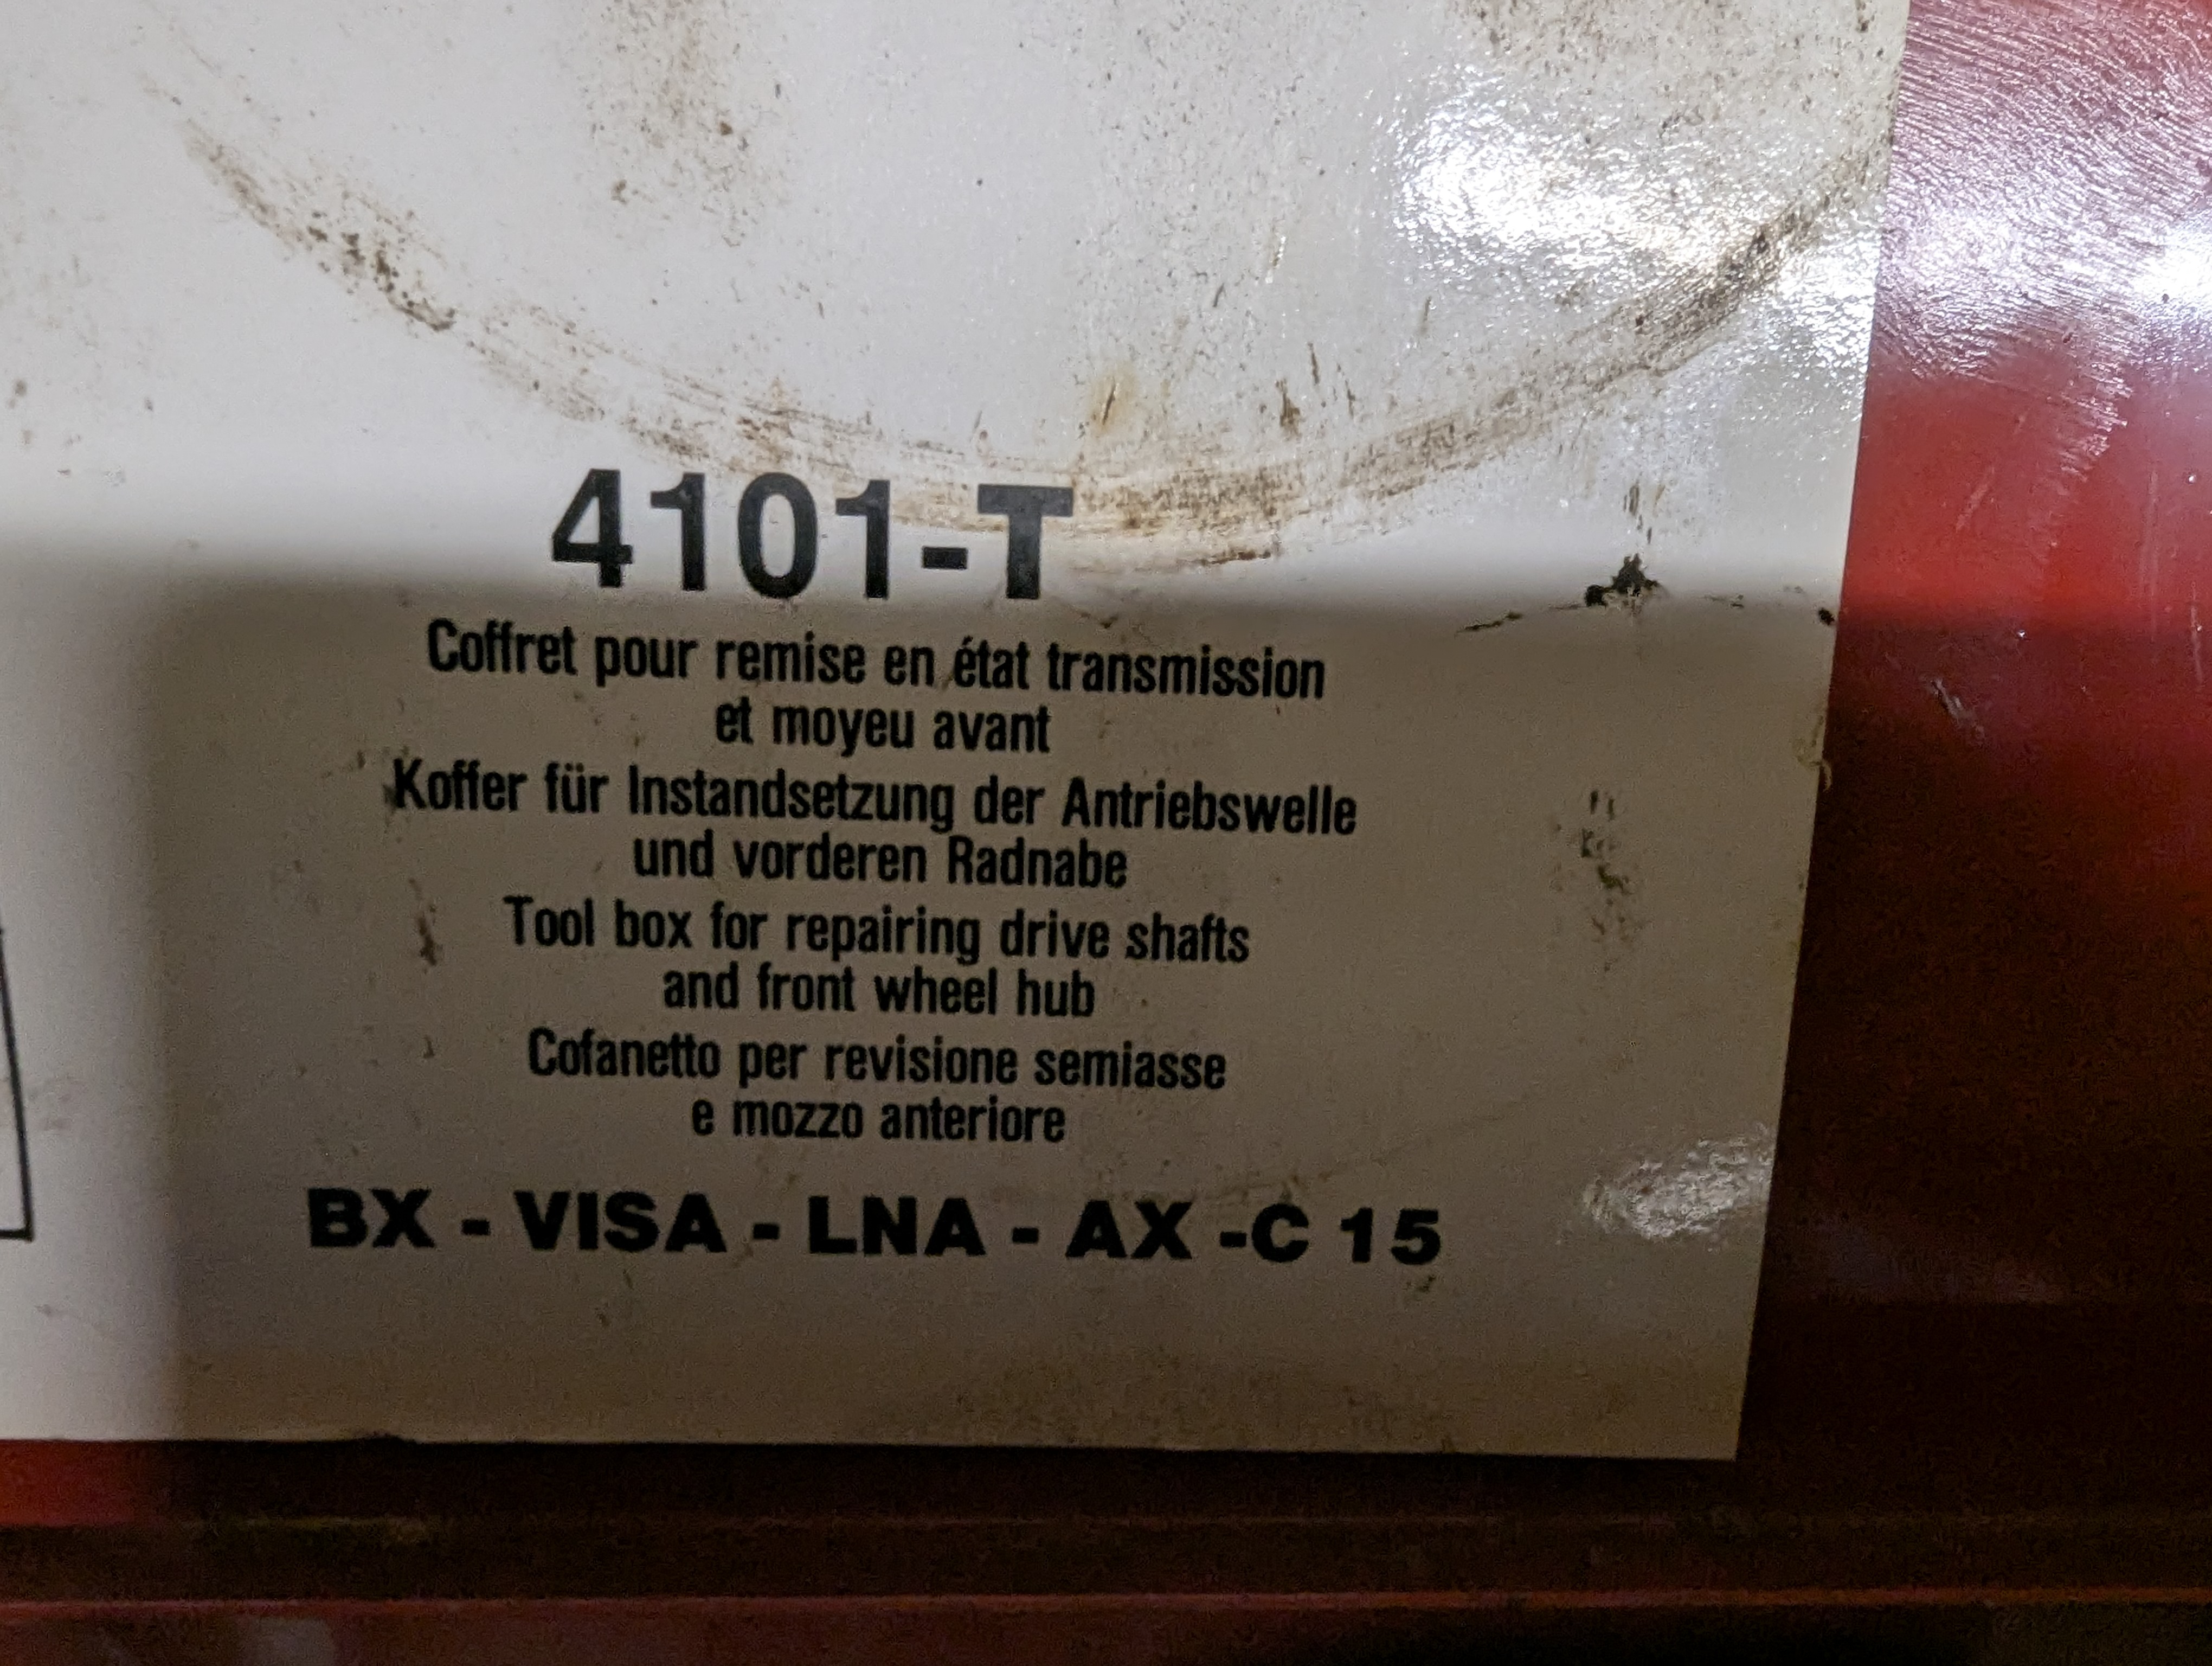 4101-T
Coffret pour remise en état transmission
et moyeu avant
Koffer für Instandsetzung der Antriebswelle
und vorderen Radnabe
Tool box for repairing drive shafts
and front wheel hub
Cofanetto per revisione semiasse
e mozzo anteriore
BX - VISA - LNA - AX -C 15